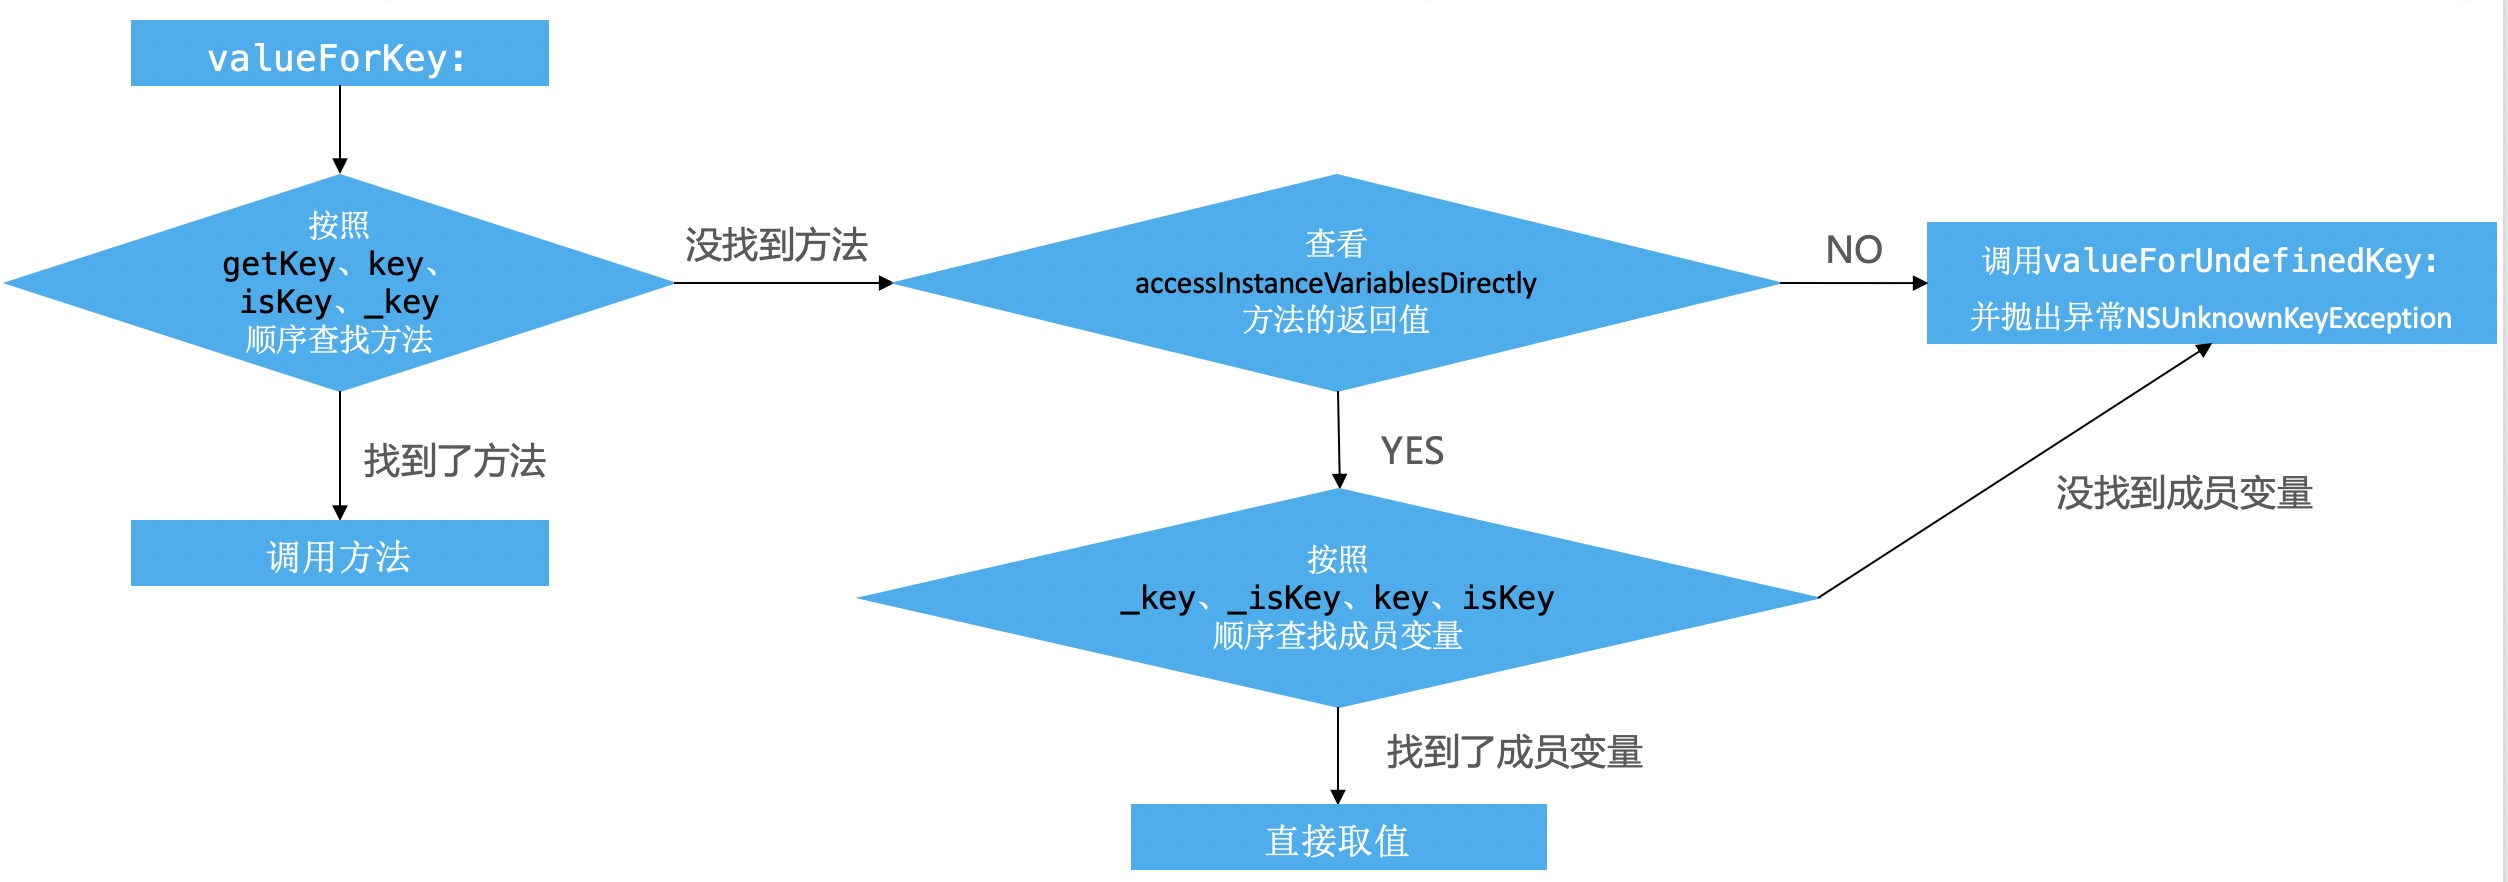 valueForKey:
按照
getKey、key、
isKey、_key
顺序查找方法
没找到方法
找到了方法
调用方法
查看
accessInstanceVariablesDirectly
方法的返回值
NO
调用valueForUndefinedKey:
并抛出异常NSUnknownKeyException
YES
没找到成员变量
按照
_key、_isKey、key、isKey
顺序查找成员变量
找到了成员变量
直接取值